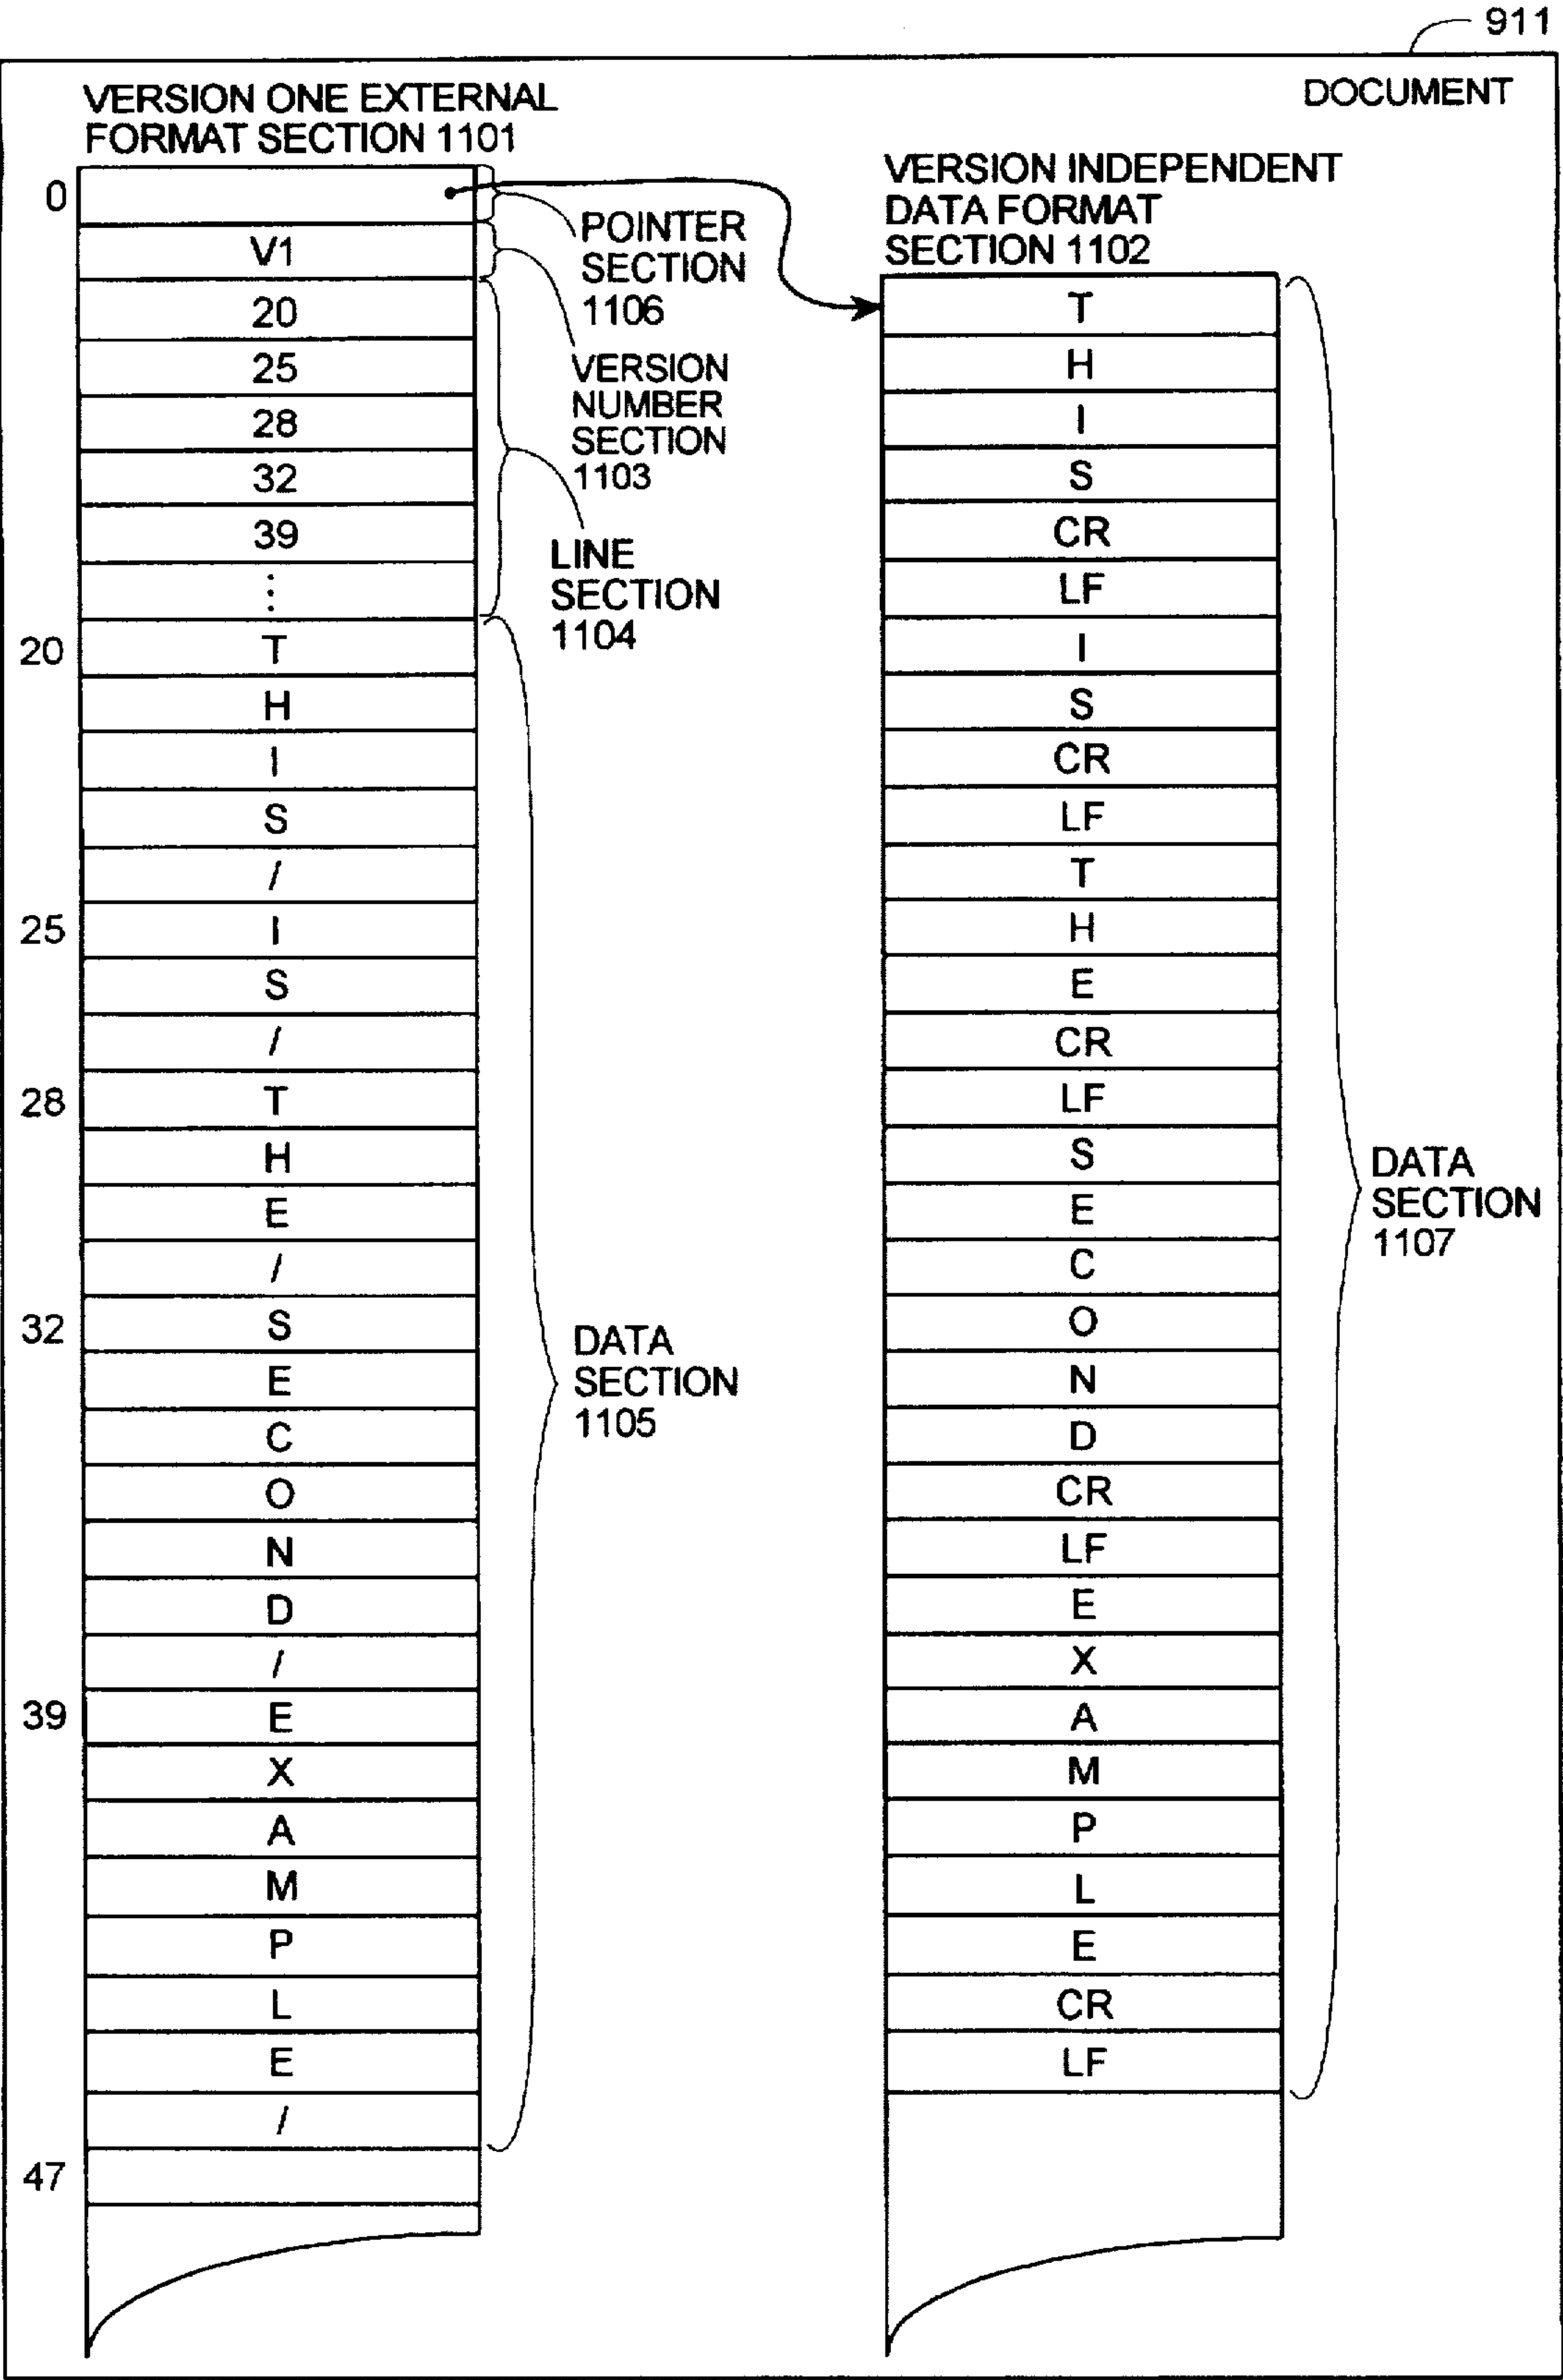 911
DOCUMENT
VERSION ONE EXTERNAL
FORMAT SECTION 1101
0
V1
20
25
28
32
39
⋮
20
T
H
I
S
/
25
I
S
/
28
T
H
E
/
32
S
E
C
O
N
D
/
39
E
X
A
M
P
L
E
/
47
POINTER
SECTION
1106
VERSION
NUMBER
SECTION
1103
LINE
SECTION
1104
DATA
SECTION
1105
VERSION INDEPENDENT
DATA FORMAT
SECTION 1102
T
H
I
S
CR
LF
I
S
CR
LF
T
H
E
CR
LF
S
E
C
O
N
D
CR
LF
E
X
A
M
P
L
E
CR
LF
DATA
SECTION
1107